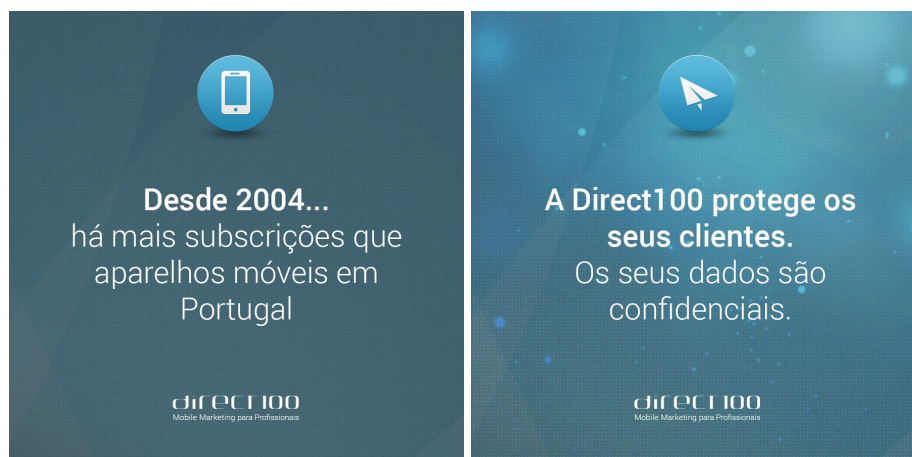 Desde 2004...
há mais subscrições que
aparelhos móveis em
Portugal
direct100
Mobile Marketing para Profissionais
A Direct100 protege os
seus clientes.
Os seus dados são
confidenciais.
direct100
Mobile Marketing para Profissionais